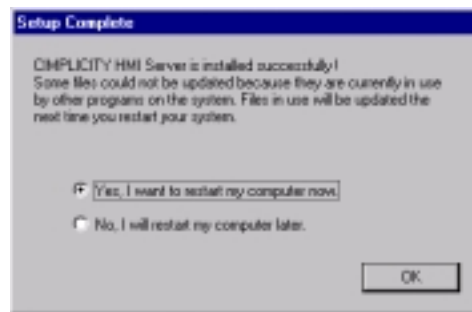 Setup Complete
CIMPLICITY HMI Server is installed successfully!
Some files could not be updated because they are currently in use
by other programs on the system. Files in use will be updated the
next time you restart your system.
Yes, I want to restart my computer now.
No, I will restart my computer later.
OK